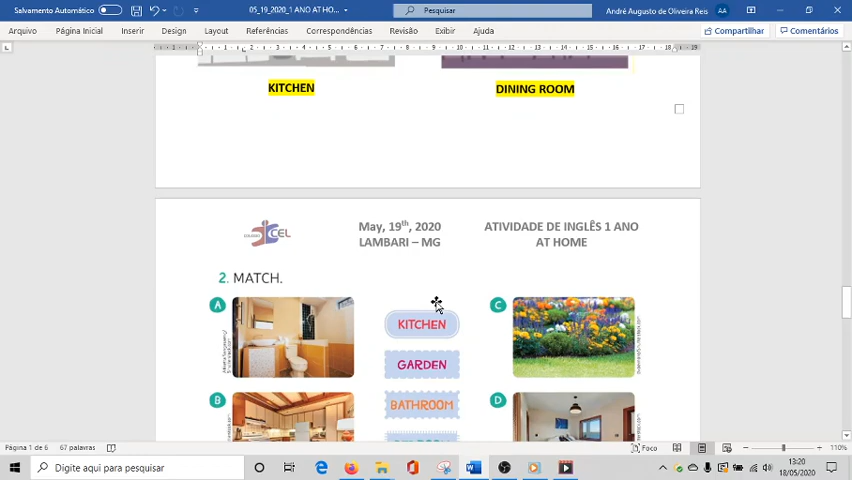 Salvamento Automático
05_19_2020_1 ANO AT HO...
Pesquisar
André Augusto de Oliveira Reis
AA
Arquivo Página Inicial Inserir Design Layout Referências Correspondências Revisão Exibir Ajuda
Compartilhar Comentários
KITCHEN
DINING ROOM
CEL
May, 19th, 2020
LAMBARI – MG
ATIVIDADE DE INGLÊS 1 ANO
AT HOME
2. MATCH.
A
KITCHEN
GARDEN
BATHROOM
C
B
D
Página 1 de 6 67 palavras
Foco
110%
Digite aqui para pesquisar
13:20
18/05/2020